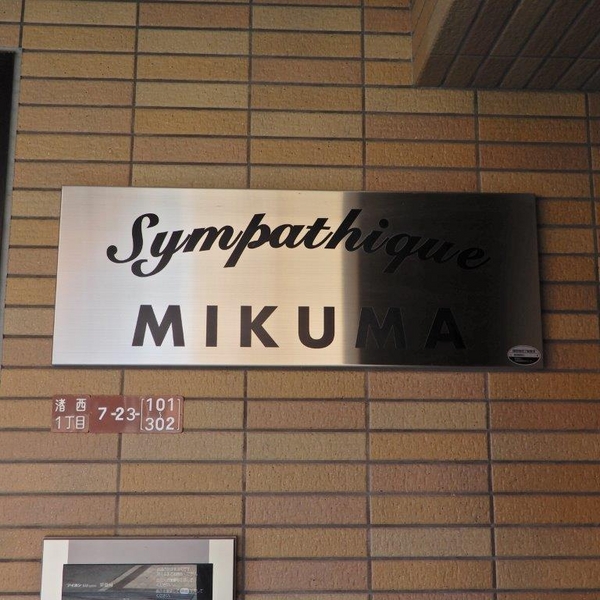 Sympathique
MIKUMA
渚西
1丁目
7-23-
101
302